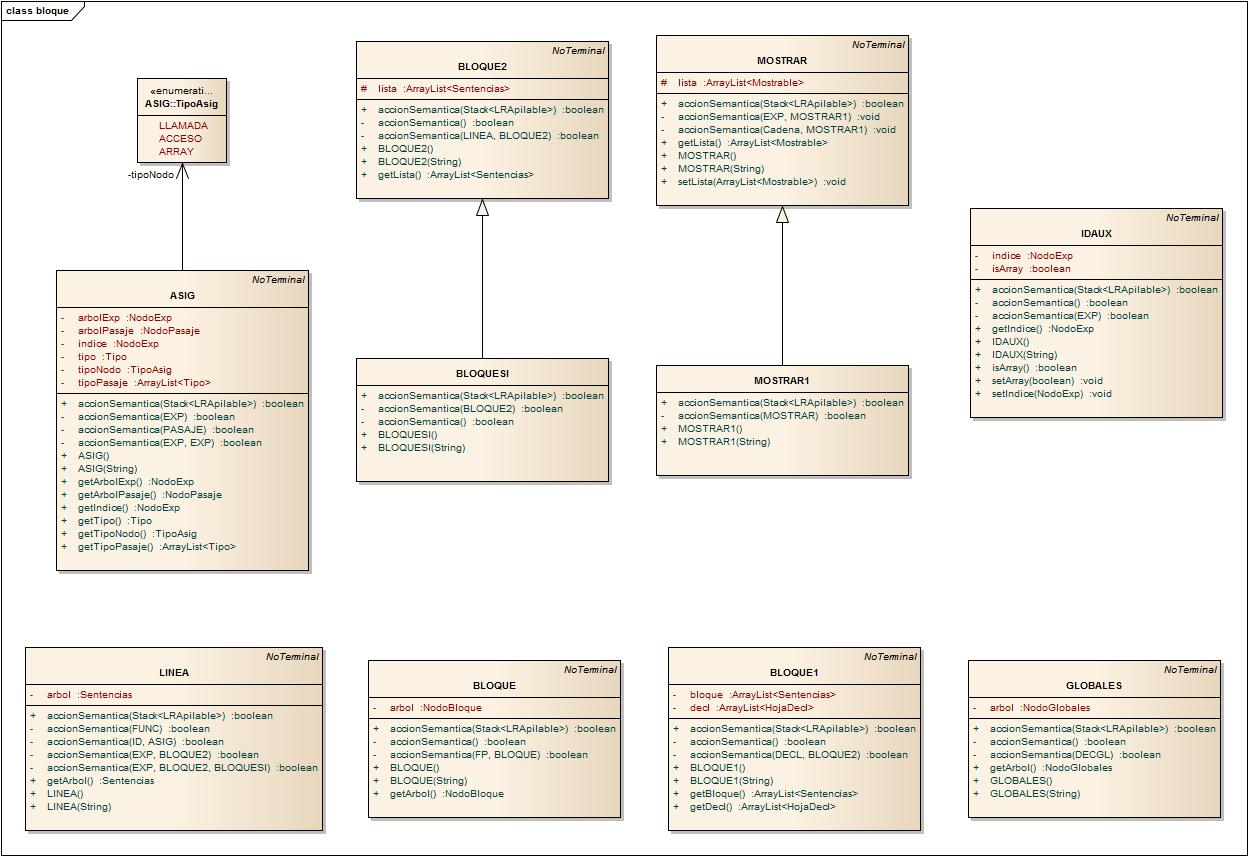 class bloque
«enumerati...
ASIG::TipoAsig
LLAMADA
ACCESO
ARRAY
-tipoNodo
NoTerminal
BLOQUE2
# lista :ArrayList<Sentencias>
+ accionSemantica(Stack<LRApilable>) :boolean
- accionSemantica() :boolean
- accionSemantica(LINEA, BLOQUE2) :boolean
+ BLOQUE2()
+ BLOQUE2(String)
+ getLista() :ArrayList<Sentencias>
NoTerminal
MOSTRAR
# lista :ArrayList<Mostrable>
+ accionSemantica(Stack<LRApilable>) :boolean
- accionSemantica(EXP, MOSTRAR1) :void
- accionSemantica(Cadena, MOSTRAR1) :void
+ getLista() :ArrayList<Mostrable>
+ MOSTRAR()
+ MOSTRAR(String)
+ setLista(ArrayList<Mostrable>) :void
NoTerminal
IDAUX
- indice :NodoExp
- isArray :boolean
+ accionSemantica(Stack<LRApilable>) :boolean
- accionSemantica() :boolean
- accionSemantica(EXP) :boolean
+ getIndice() :NodoExp
+ IDAUX()
+ IDAUX(String)
+ isArray() :boolean
+ setArray(boolean) :void
+ setIndice(NodoExp) :void
NoTerminal
ASIG
- arbolExp :NodoExp
- arbolPasaje :NodoPasaje
- indice :NodoExp
- tipo :Tipo
- tipoNodo :TipoAsig
- tipoPasaje :ArrayList<Tipo>
+ accionSemantica(Stack<LRApilable>) :boolean
- accionSemantica(EXP) :boolean
- accionSemantica(PASAJE) :boolean
- accionSemantica(EXP, EXP) :boolean
+ ASIG()
+ ASIG(String)
+ getArbolExp() :NodoExp
+ getArbolPasaje() :NodoPasaje
+ getIndice() :NodoExp
+ getTipo() :Tipo
+ getTipoNodo() :TipoAsig
+ getTipoPasaje() :ArrayList<Tipo>
BLOQUESI
+ accionSemantica(Stack<LRApilable>) :boolean
- accionSemantica(BLOQUE2) :boolean
- accionSemantica() :boolean
+ BLOQUESI()
+ BLOQUESI(String)
MOSTRAR1
+ accionSemantica(Stack<LRApilable>) :boolean
- accionSemantica(MOSTRAR) :boolean
+ MOSTRAR1()
+ MOSTRAR1(String)
NoTerminal
LINEA
- arbol :Sentencias
+ accionSemantica(Stack<LRApilable>) :boolean
- accionSemantica(FUNC) :boolean
- accionSemantica(ID, ASIG) :boolean
- accionSemantica(EXP, BLOQUE2) :boolean
- accionSemantica(EXP, BLOQUE2, BLOQUESI) :boolean
+ getArbol() :Sentencias
+ LINEA()
+ LINEA(String)
NoTerminal
BLOQUE
- arbol :NodoBloque
+ accionSemantica(Stack<LRApilable>) :boolean
- accionSemantica() :boolean
- accionSemantica(FP, BLOQUE) :boolean
+ BLOQUE()
+ BLOQUE(String)
+ getArbol() :NodoBloque
NoTerminal
BLOQUE1
- bloque :ArrayList<Sentencias>
- decl :ArrayList<HojaDecl>
+ accionSemantica(Stack<LRApilable>) :boolean
- accionSemantica() :boolean
- accionSemantica(DECL, BLOQUE2) :boolean
+ BLOQUE1()
+ BLOQUE1(String)
+ getBloque() :ArrayList<Sentencias>
+ getDecl() :ArrayList<HojaDecl>
NoTerminal
GLOBALES
- arbol :NodoGlobales
+ accionSemantica(Stack<LRApilable>) :boolean
- accionSemantica() :boolean
- accionSemantica(DECGL) :boolean
+ getArbol() :NodoGlobales
+ GLOBALES()
+ GLOBALES(String)